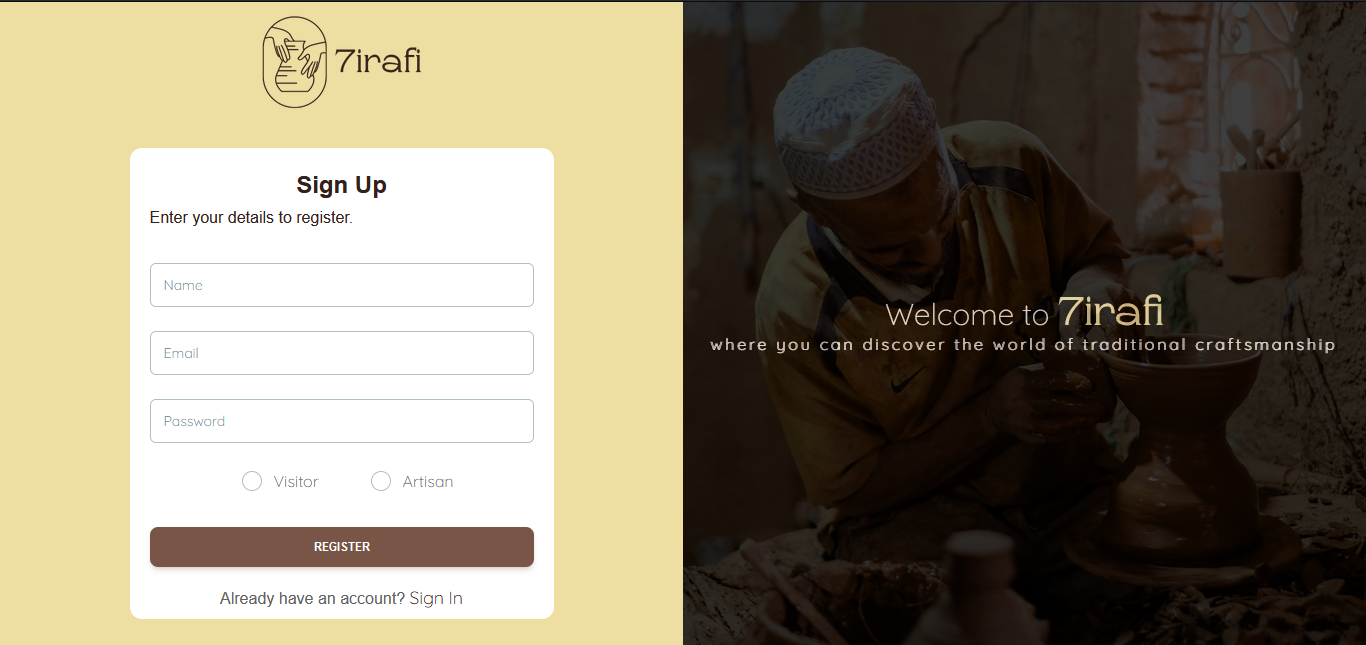 7irafi
Sign Up
Enter your details to register.
Name
Email
Password
Visitor
Artisan
REGISTER
Already have an account? Sign In
Welcome to 7irafi
where you can discover the world of traditional craftsmanship